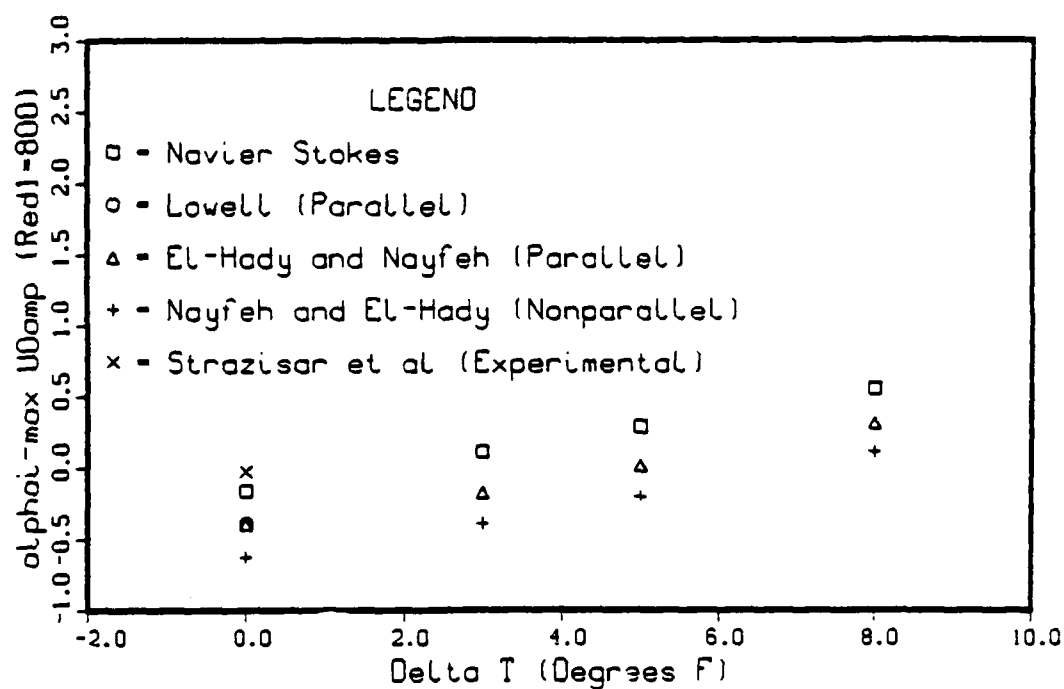 alphai-max UOamp (Red)=800)
3.0
2.5
2.0
1.5
1.0
0.5
0.0
-0.5
-1.0
LEGEND
□ - Navier Stokes
○ - Lowell (Parallel)
△ - El-Hady and Nayfeh (Parallel)
+ - Nayfeh and El-Hady (Nonparallel)
× - Strazisar et al (Experimental)
-2.0 0.0 2.0 4.0 6.0 8.0 10.0
Delta T (Degrees F)